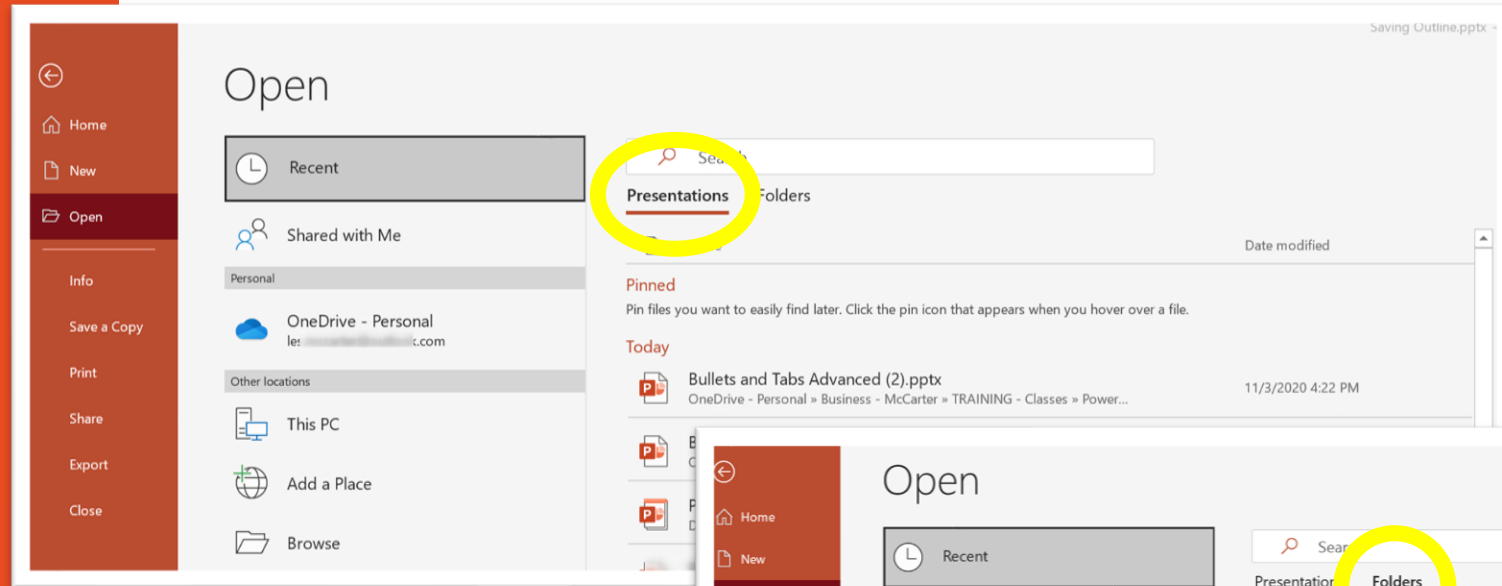 Saving Outline.pptx -
Open
Home
New
Open
Info
Save a Copy
Print
Share
Export
Close
Recent
Shared with Me
Personal
OneDrive - Personal
.com
Other locations
This PC
Add a Place
Browse
Search
Presentations Folders
Date modified
Pinned
Pin files you want to easily find later. Click the pin icon that appears when you hover over a file.
Today
Bullets and Tabs Advanced (2).pptx
OneDrive - Personal » Business - McCarter » TRAINING - Classes » Power...
11/3/2020 4:22 PM
Open
Home
New
Recent
Sear
Presentation Folders